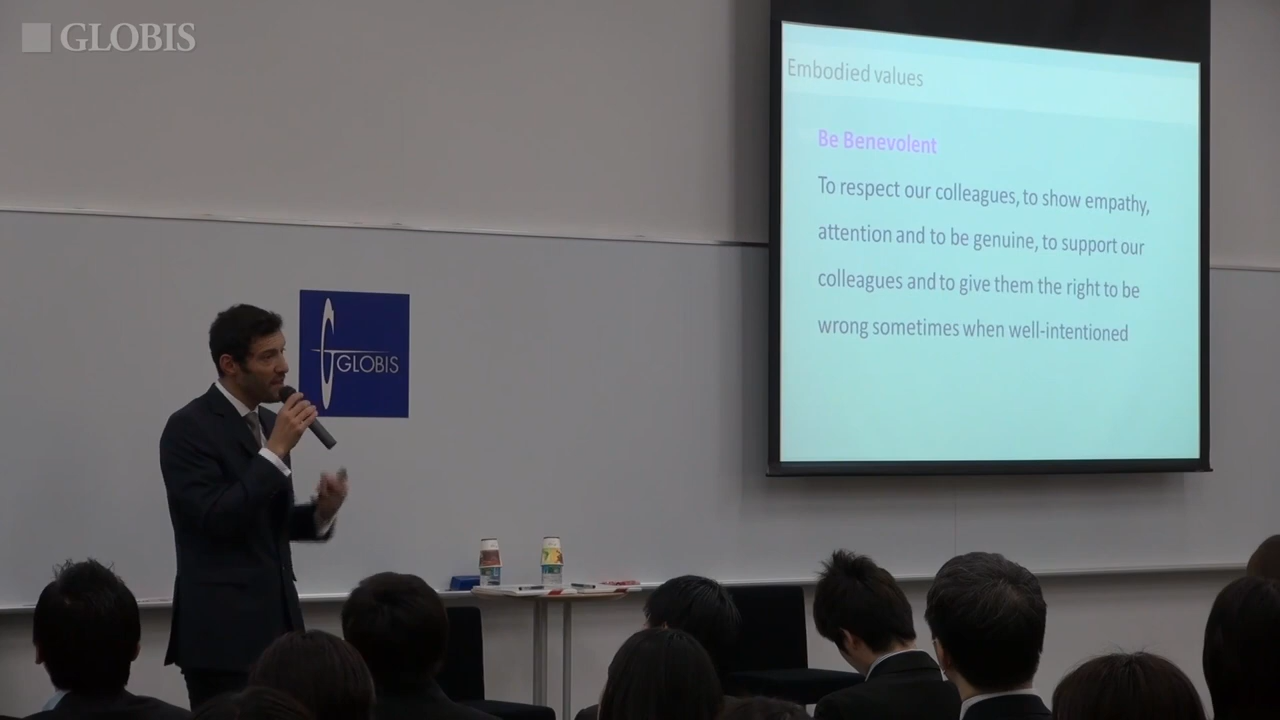 GLOBIS
Embodied values
Be Benevolent
To respect our colleagues, to show empathy,
attention and to be genuine, to support our
colleagues and to give them the right to be
wrong sometimes when well-intentioned
GLOBIS